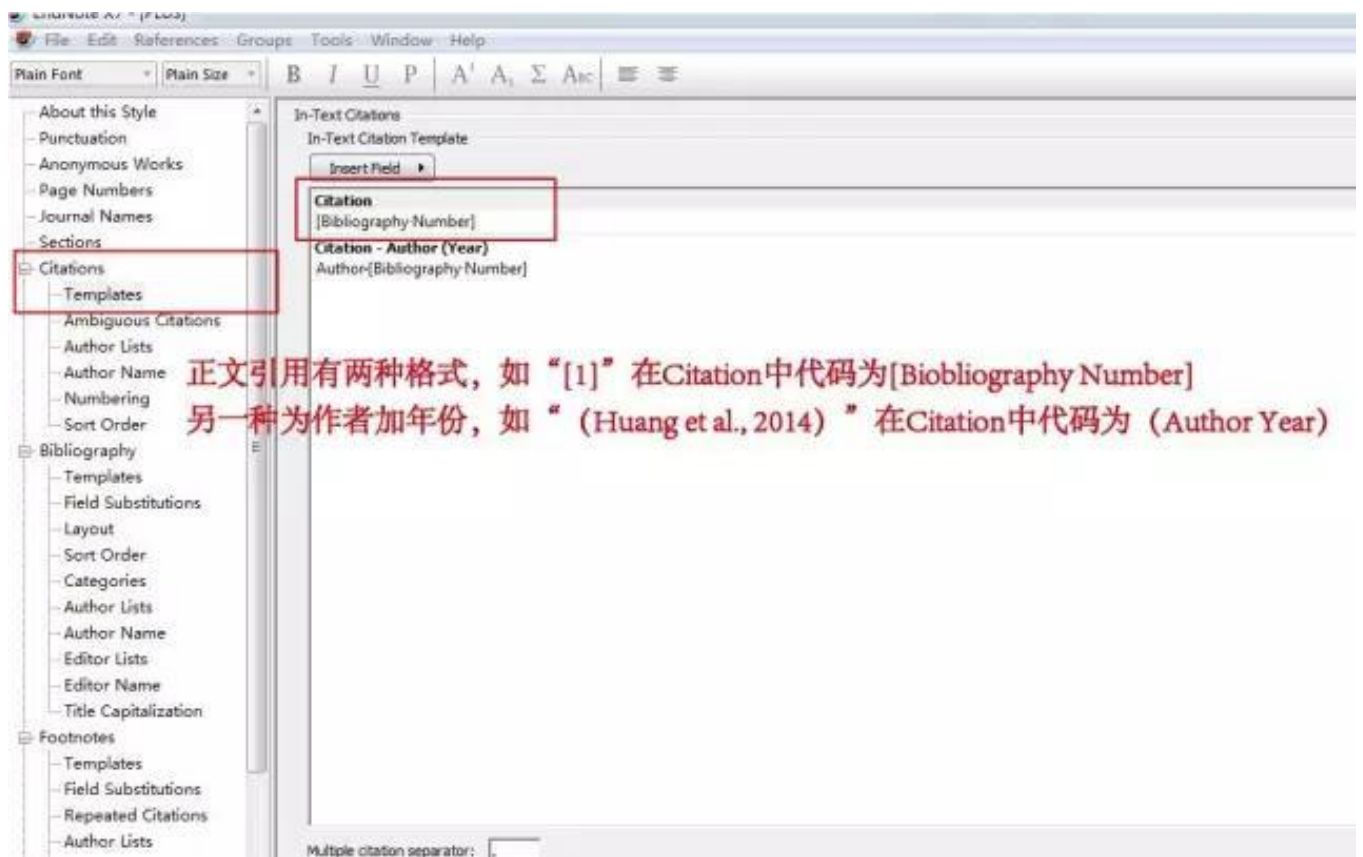 EndNote X7 - [PLOS]
File Edit References Groups Tools Window Help
Plain Font Plain Size B I U P A¹ A₁ Σ Abc
About this Style
Punctuation
Anonymous Works
Page Numbers
Journal Names
Sections
Citations
Templates
Ambiguous Citations
Author Lists
Author Name
Numbering
Sort Order
Bibliography
Templates
Field Substitutions
Layout
Sort Order
Categories
Author Lists
Author Name
Editor Lists
Editor Name
Title Capitalization
Footnotes
Templates
Field Substitutions
Repeated Citations
Author Lists
In-Text Citations
In-Text Citation Template
Insert Field
Citation
[Bibliography·Number]
Citation - Author (Year)
Author·[Bibliography·Number]
正文引用有两种格式，如“[1]”在Citation中代码为[Biobliography Number]
另一种为作者加年份，如“（Huang et al., 2014）”在Citation中代码为（Author Year）
Multiple citation separator: ,